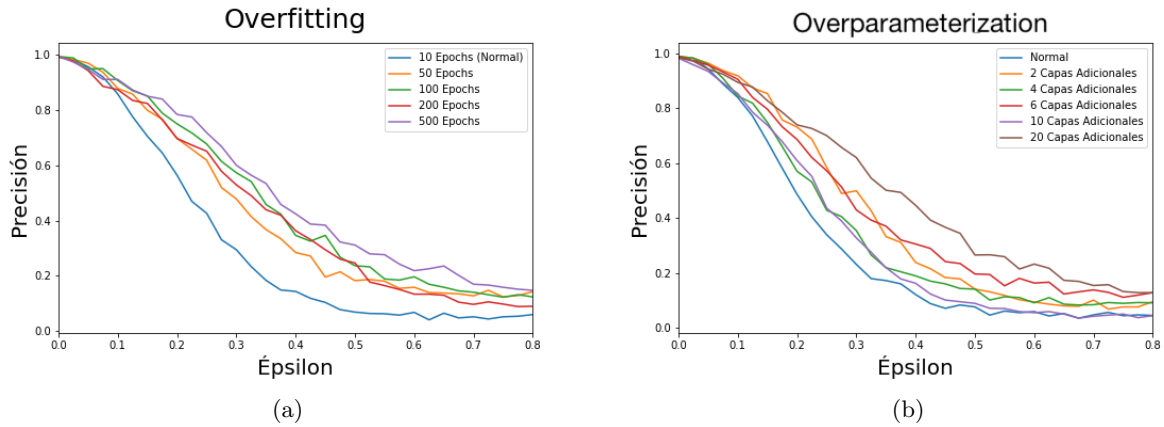 Overfitting
1.0
0.8
0.6
0.4
0.2
0.0
Precisión
10 Epochs (Normal)
50 Epochs
100 Epochs
200 Epochs
500 Epochs
0.0 0.1 0.2 0.3 0.4 0.5 0.6 0.7 0.8
Épsilon
(a)
Overparameterization
1.0
0.8
0.6
0.4
0.2
0.0
Precisión
Normal
2 Capas Adicionales
4 Capas Adicionales
6 Capas Adicionales
10 Capas Adicionales
20 Capas Adicionales
0.0 0.1 0.2 0.3 0.4 0.5 0.6 0.7 0.8
Épsilon
(b)